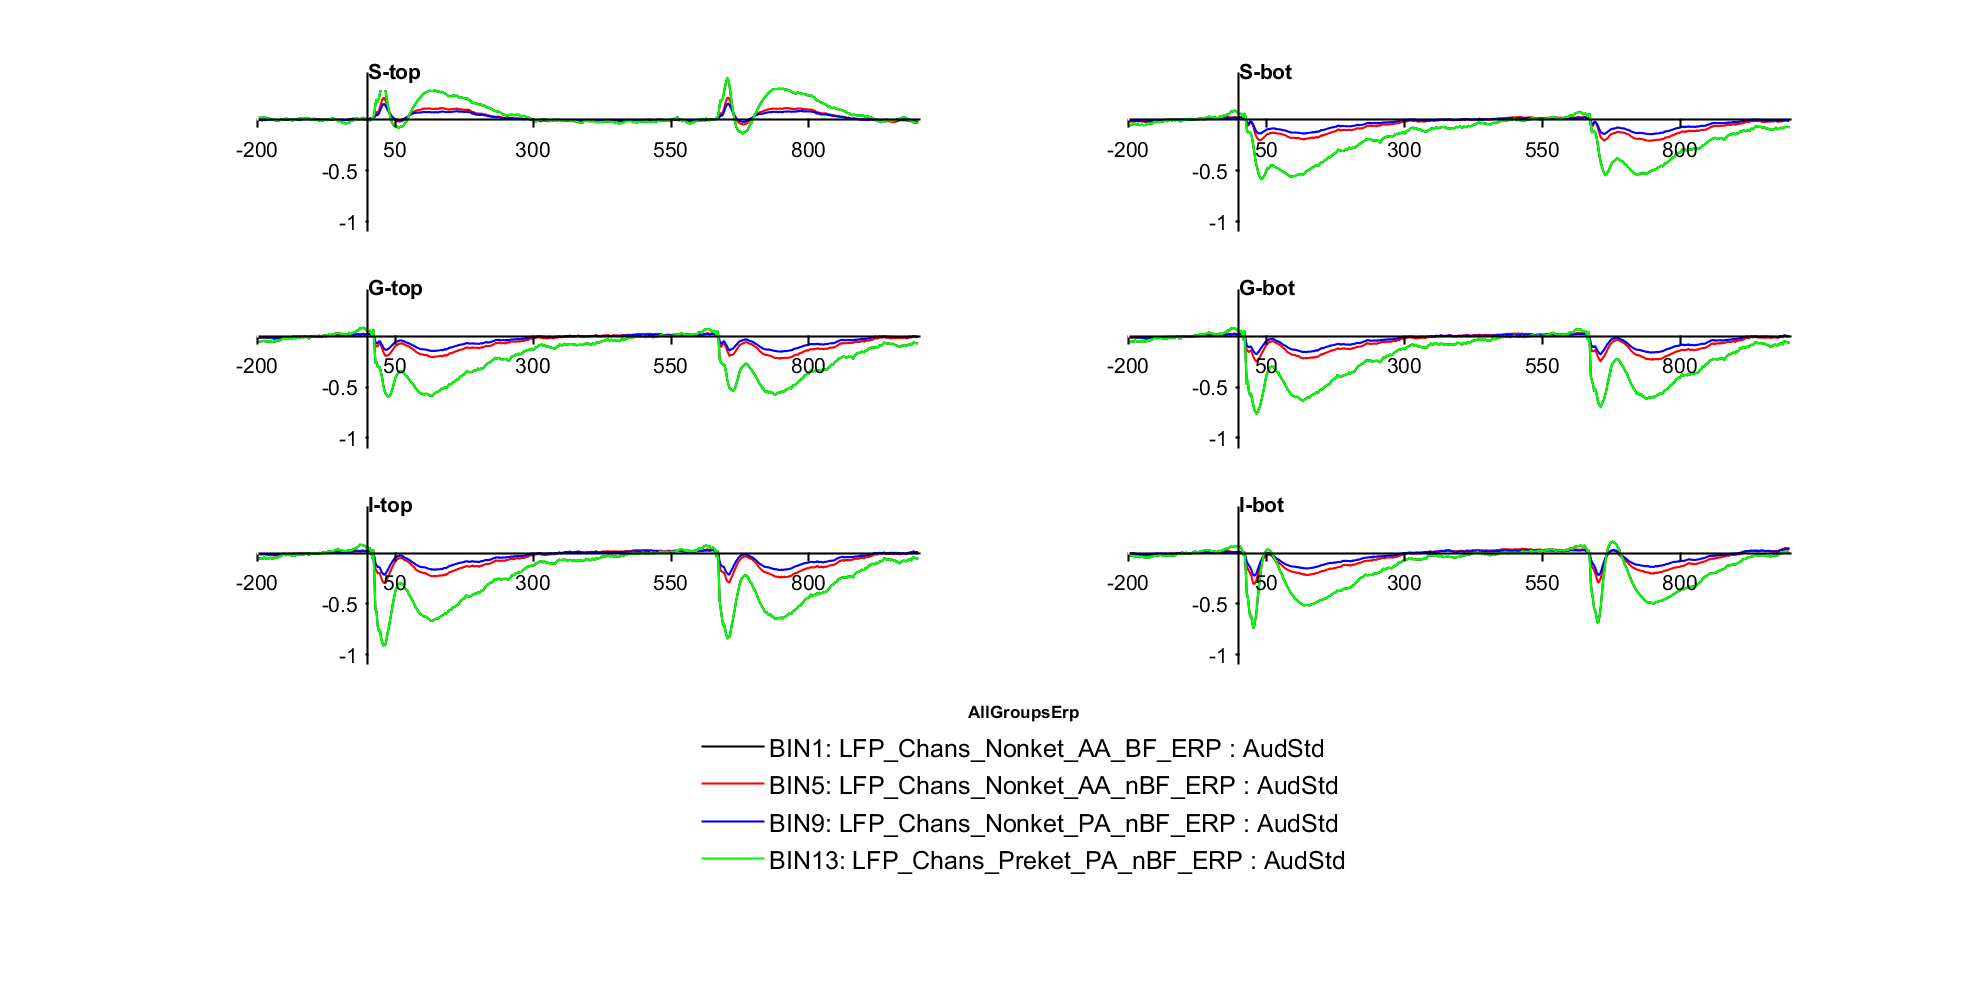 S-top
-200 50 300 550 800
-0.5
-1
S-bot
-200 50 300 550 800
-0.5
-1
G-top
-200 50 300 550 800
-0.5
-1
G-bot
-200 50 300 550 800
-0.5
-1
I-top
-200 50 300 550 800
-0.5
-1
I-bot
-200 50 300 550 800
-0.5
-1
AllGroupsErp
BIN1: LFP_Chans_Nonket_AA_BF_ERP : AudStd
BIN5: LFP_Chans_Nonket_AA_nBF_ERP : AudStd
BIN9: LFP_Chans_Nonket_PA_nBF_ERP : AudStd
BIN13: LFP_Chans_Preket_PA_nBF_ERP : AudStd